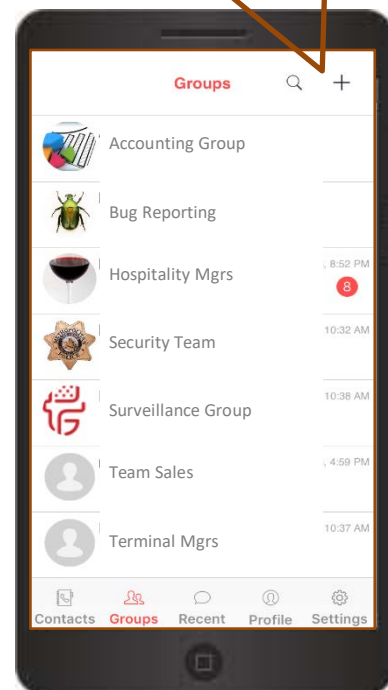 Groups
Accounting Group
Bug Reporting
Hospitality Mgrs
, 8:52 PM
8
Security Team
10:32 AM
Surveillance Group
10:38 AM
Team Sales
, 4:59 PM
Terminal Mgrs
10:37 AM
Contacts Groups Recent Profile Settings